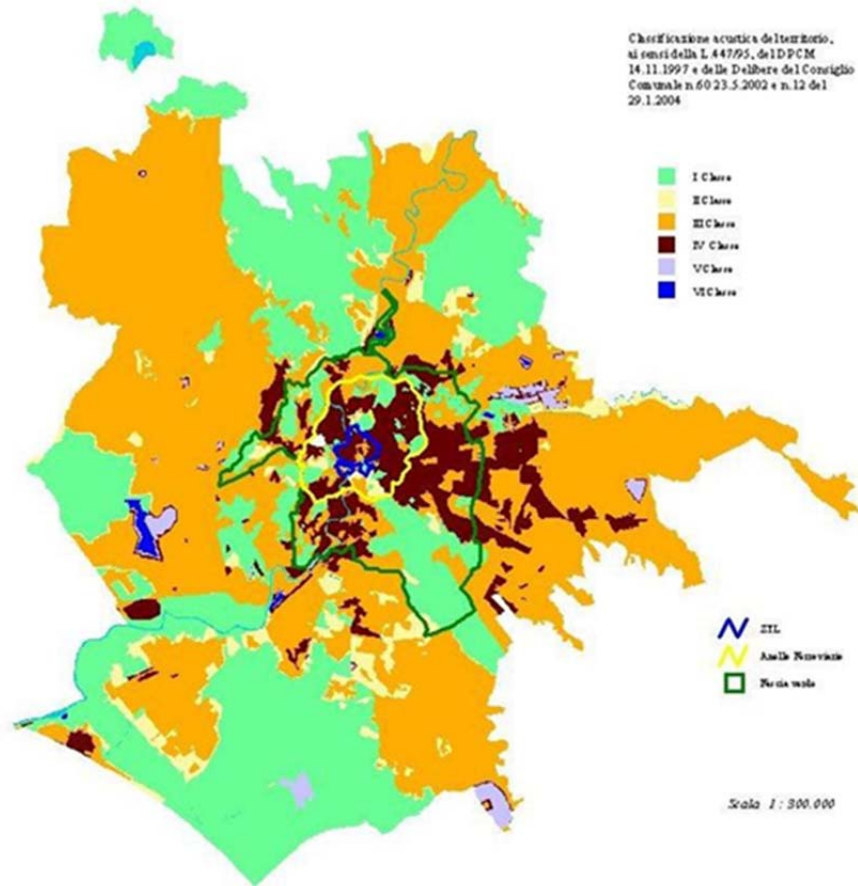 Classificazione acustica del territorio,
ai sensi della L.447/95, del DPCM
14.11.1997 e delle Delibere del Consiglio
Comunale n.60 23.5.2002 e n.12 del
29.1.2004
I Classe
II Classe
III Classe
IV Classe
V Classe
VI Classe
ZTL
Anello Ferroviario
Fascia verde
Scala 1 : 300.000